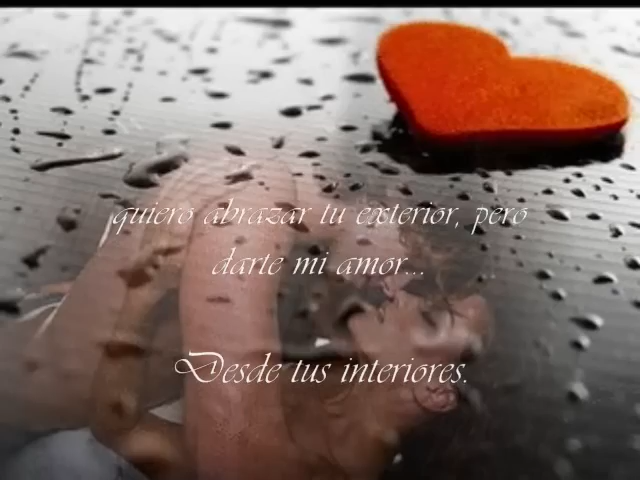 quiero abrazar tu exterior, pero
darte mi amor...
Desde tus interiores.